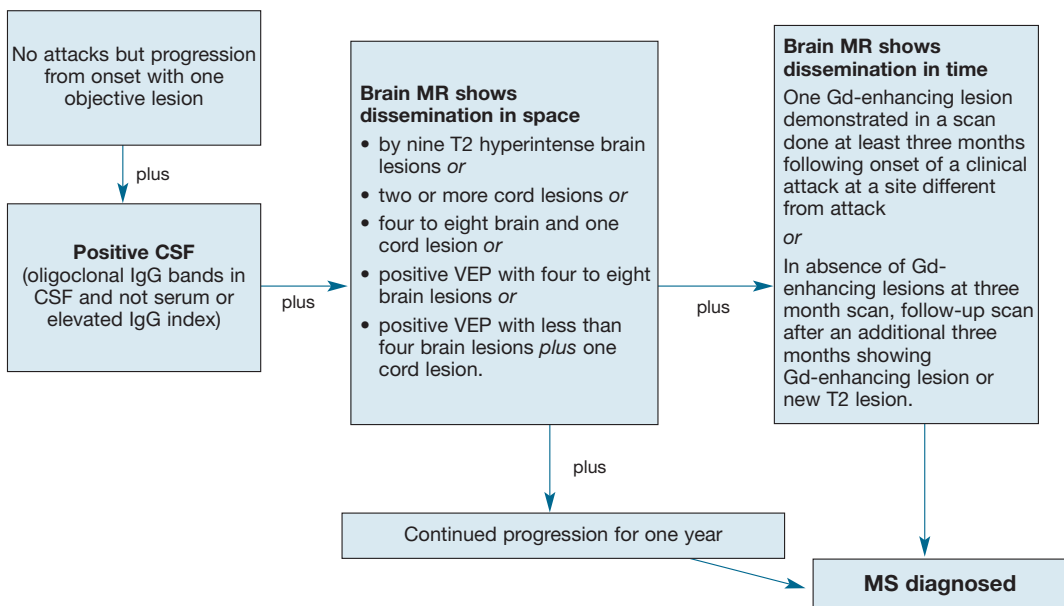 No attacks but progression
from onset with one
objective lesion
plus
Positive CSF
(oligoclonal IgG bands in
CSF and not serum or
elevated IgG index)
plus
Brain MR shows
dissemination in space
• by nine T2 hyperintense brain
lesions or
• two or more cord lesions or
• four to eight brain and one
cord lesion or
• positive VEP with four to eight
brain lesions or
• positive VEP with less than
four brain lesions plus one
cord lesion.
plus
Brain MR shows
dissemination in time
One Gd-enhancing lesion
demonstrated in a scan
done at least three months
following onset of a clinical
attack at a site different
from attack
or
In absence of Gd-
enhancing lesions at three
month scan, follow-up scan
after an additional three
months showing
Gd-enhancing lesion or
new T2 lesion.
plus
Continued progression for one year
MS diagnosed